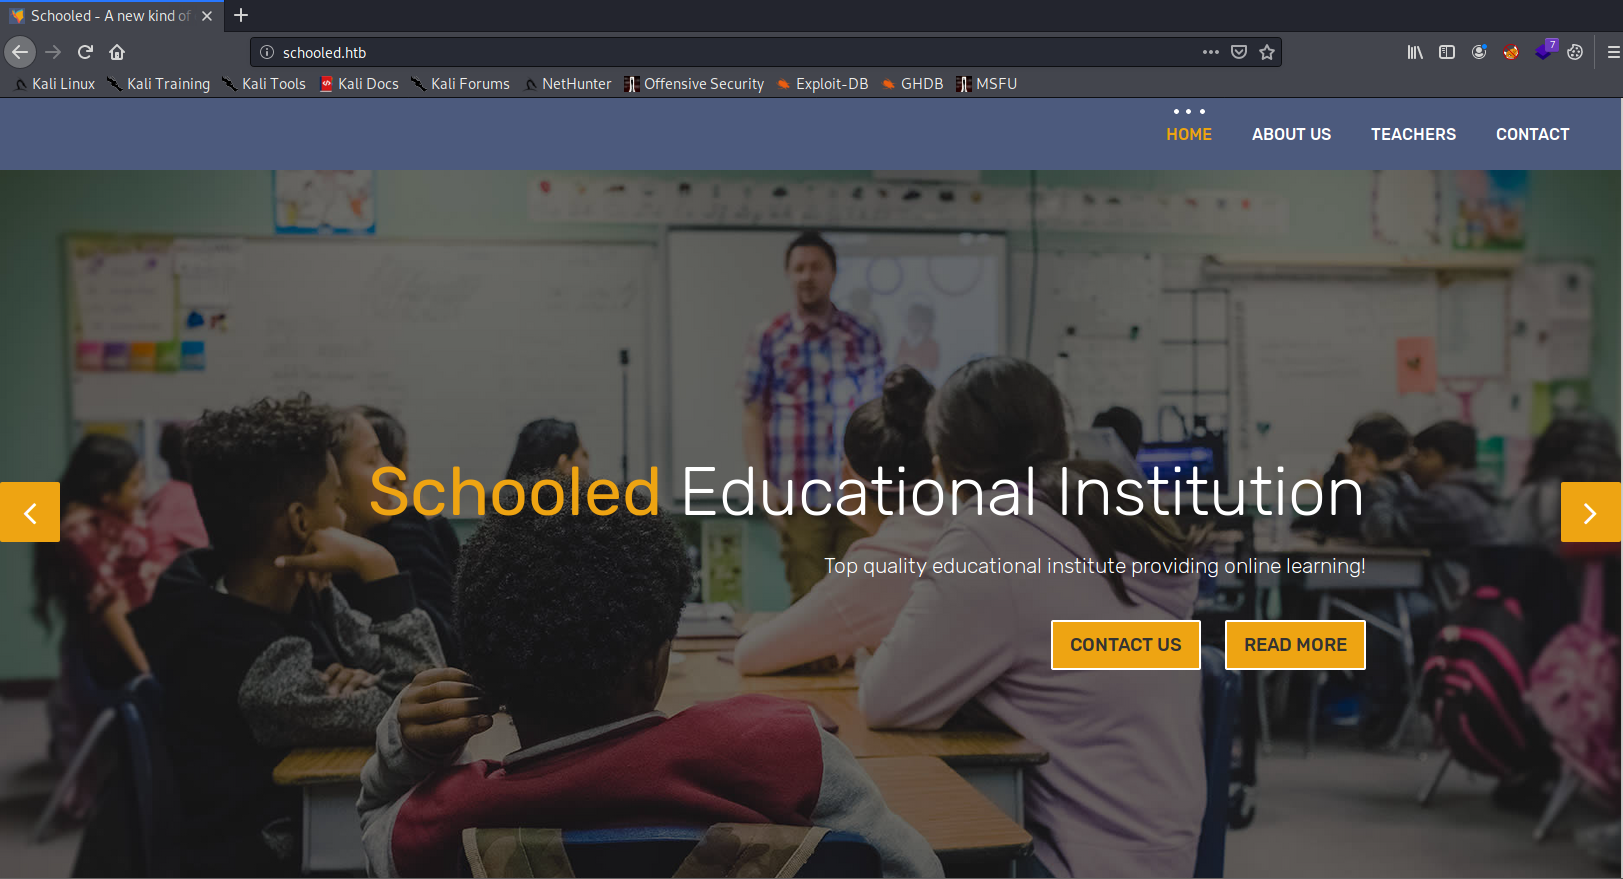 Schooled - A new kind of
schooled.htb
7
Kali Linux Kali Training Kali Tools Kali Docs Kali Forums NetHunter Offensive Security Exploit-DB GHDB MSFU
HOME ABOUT US TEACHERS CONTACT
Schooled Educational Institution
Top quality educational institute providing online learning!
CONTACT US READ MORE